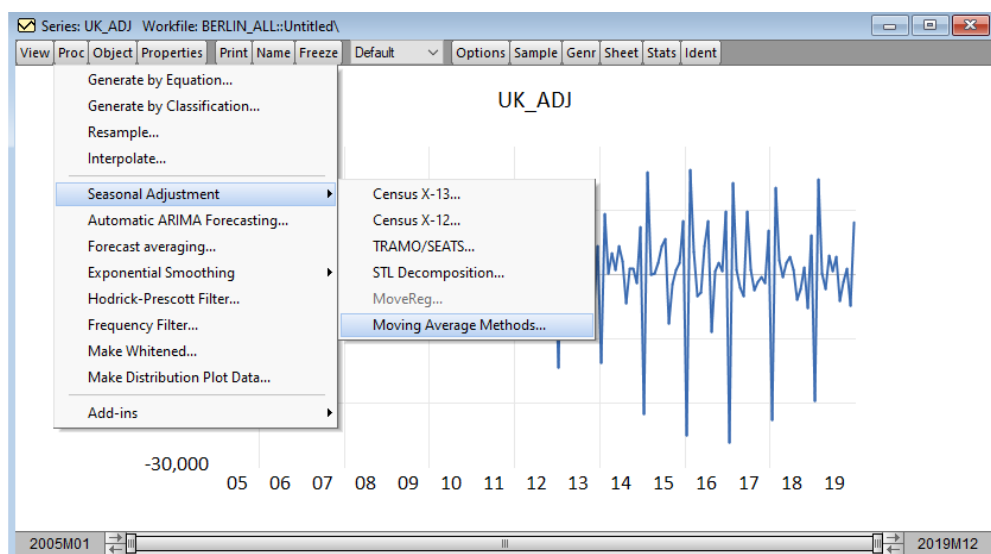 Series: UK_ADJ Workfile: BERLIN_ALL::Untitled\
View Proc Object Properties Print Name Freeze Default Options Sample Genr Sheet Stats Ident
Generate by Equation...
Generate by Classification...
Resample...
Interpolate...
Seasonal Adjustment
Automatic ARIMA Forecasting...
Forecast averaging...
Exponential Smoothing
Hodrick-Prescott Filter...
Frequency Filter...
Make Whitened...
Make Distribution Plot Data...
Add-ins
Census X-13...
Census X-12...
TRAMO/SEATS...
STL Decomposition...
MoveReg...
Moving Average Methods...
UK_ADJ
-30,000
05 06 07 08 09 10 11 12 13 14 15 16 17 18 19
2005M01 2019M12